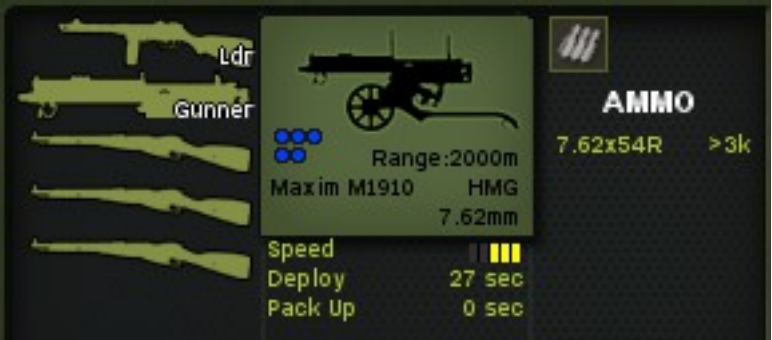 Ldr
Gunner
Range:2000m
Maxim M1910 HMG
7.62mm
Speed
Deploy 27 sec
Pack Up 0 sec
AMMO
7.62x54R >3k